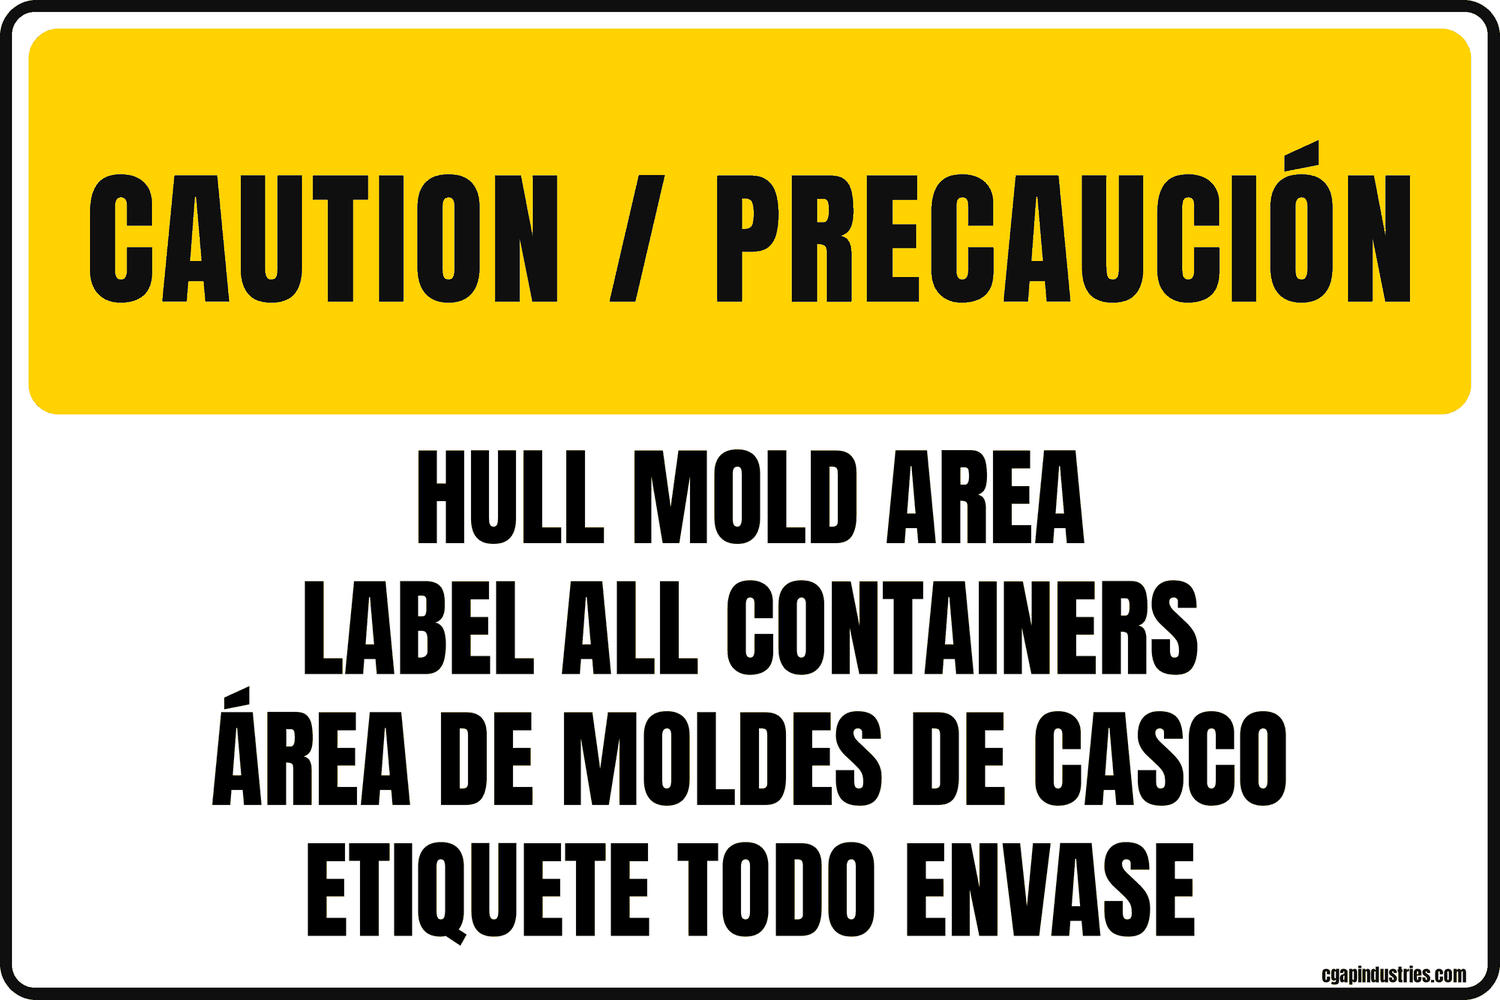 CAUTION / PRECAUCIÓN
HULL MOLD AREA
LABEL ALL CONTAINERS
ÁREA DE MOLDES DE CASCO
ETIQUETE TODO ENVASE
cgapindustries.com